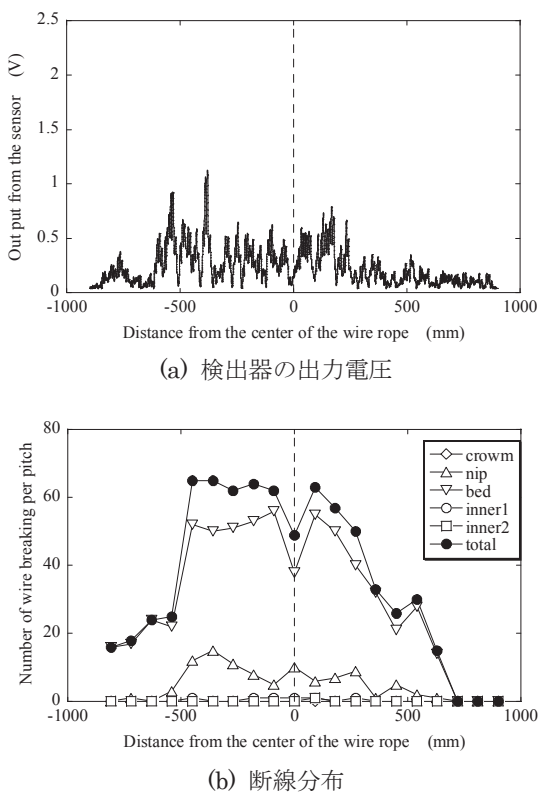 2.5
2
1.5
1
0.5
0
Out put from the sensor (V)
-1000 -500 0 500 1000
Distance from the center of the wire rope (mm)
(a) 検出器の出力電圧
80
60
40
20
0
Number of wire breaking per pitch
crowm
nip
bed
inner1
inner2
total
-1000 -500 0 500 1000
Distance from the center of the wire rope (mm)
(b) 断線分布